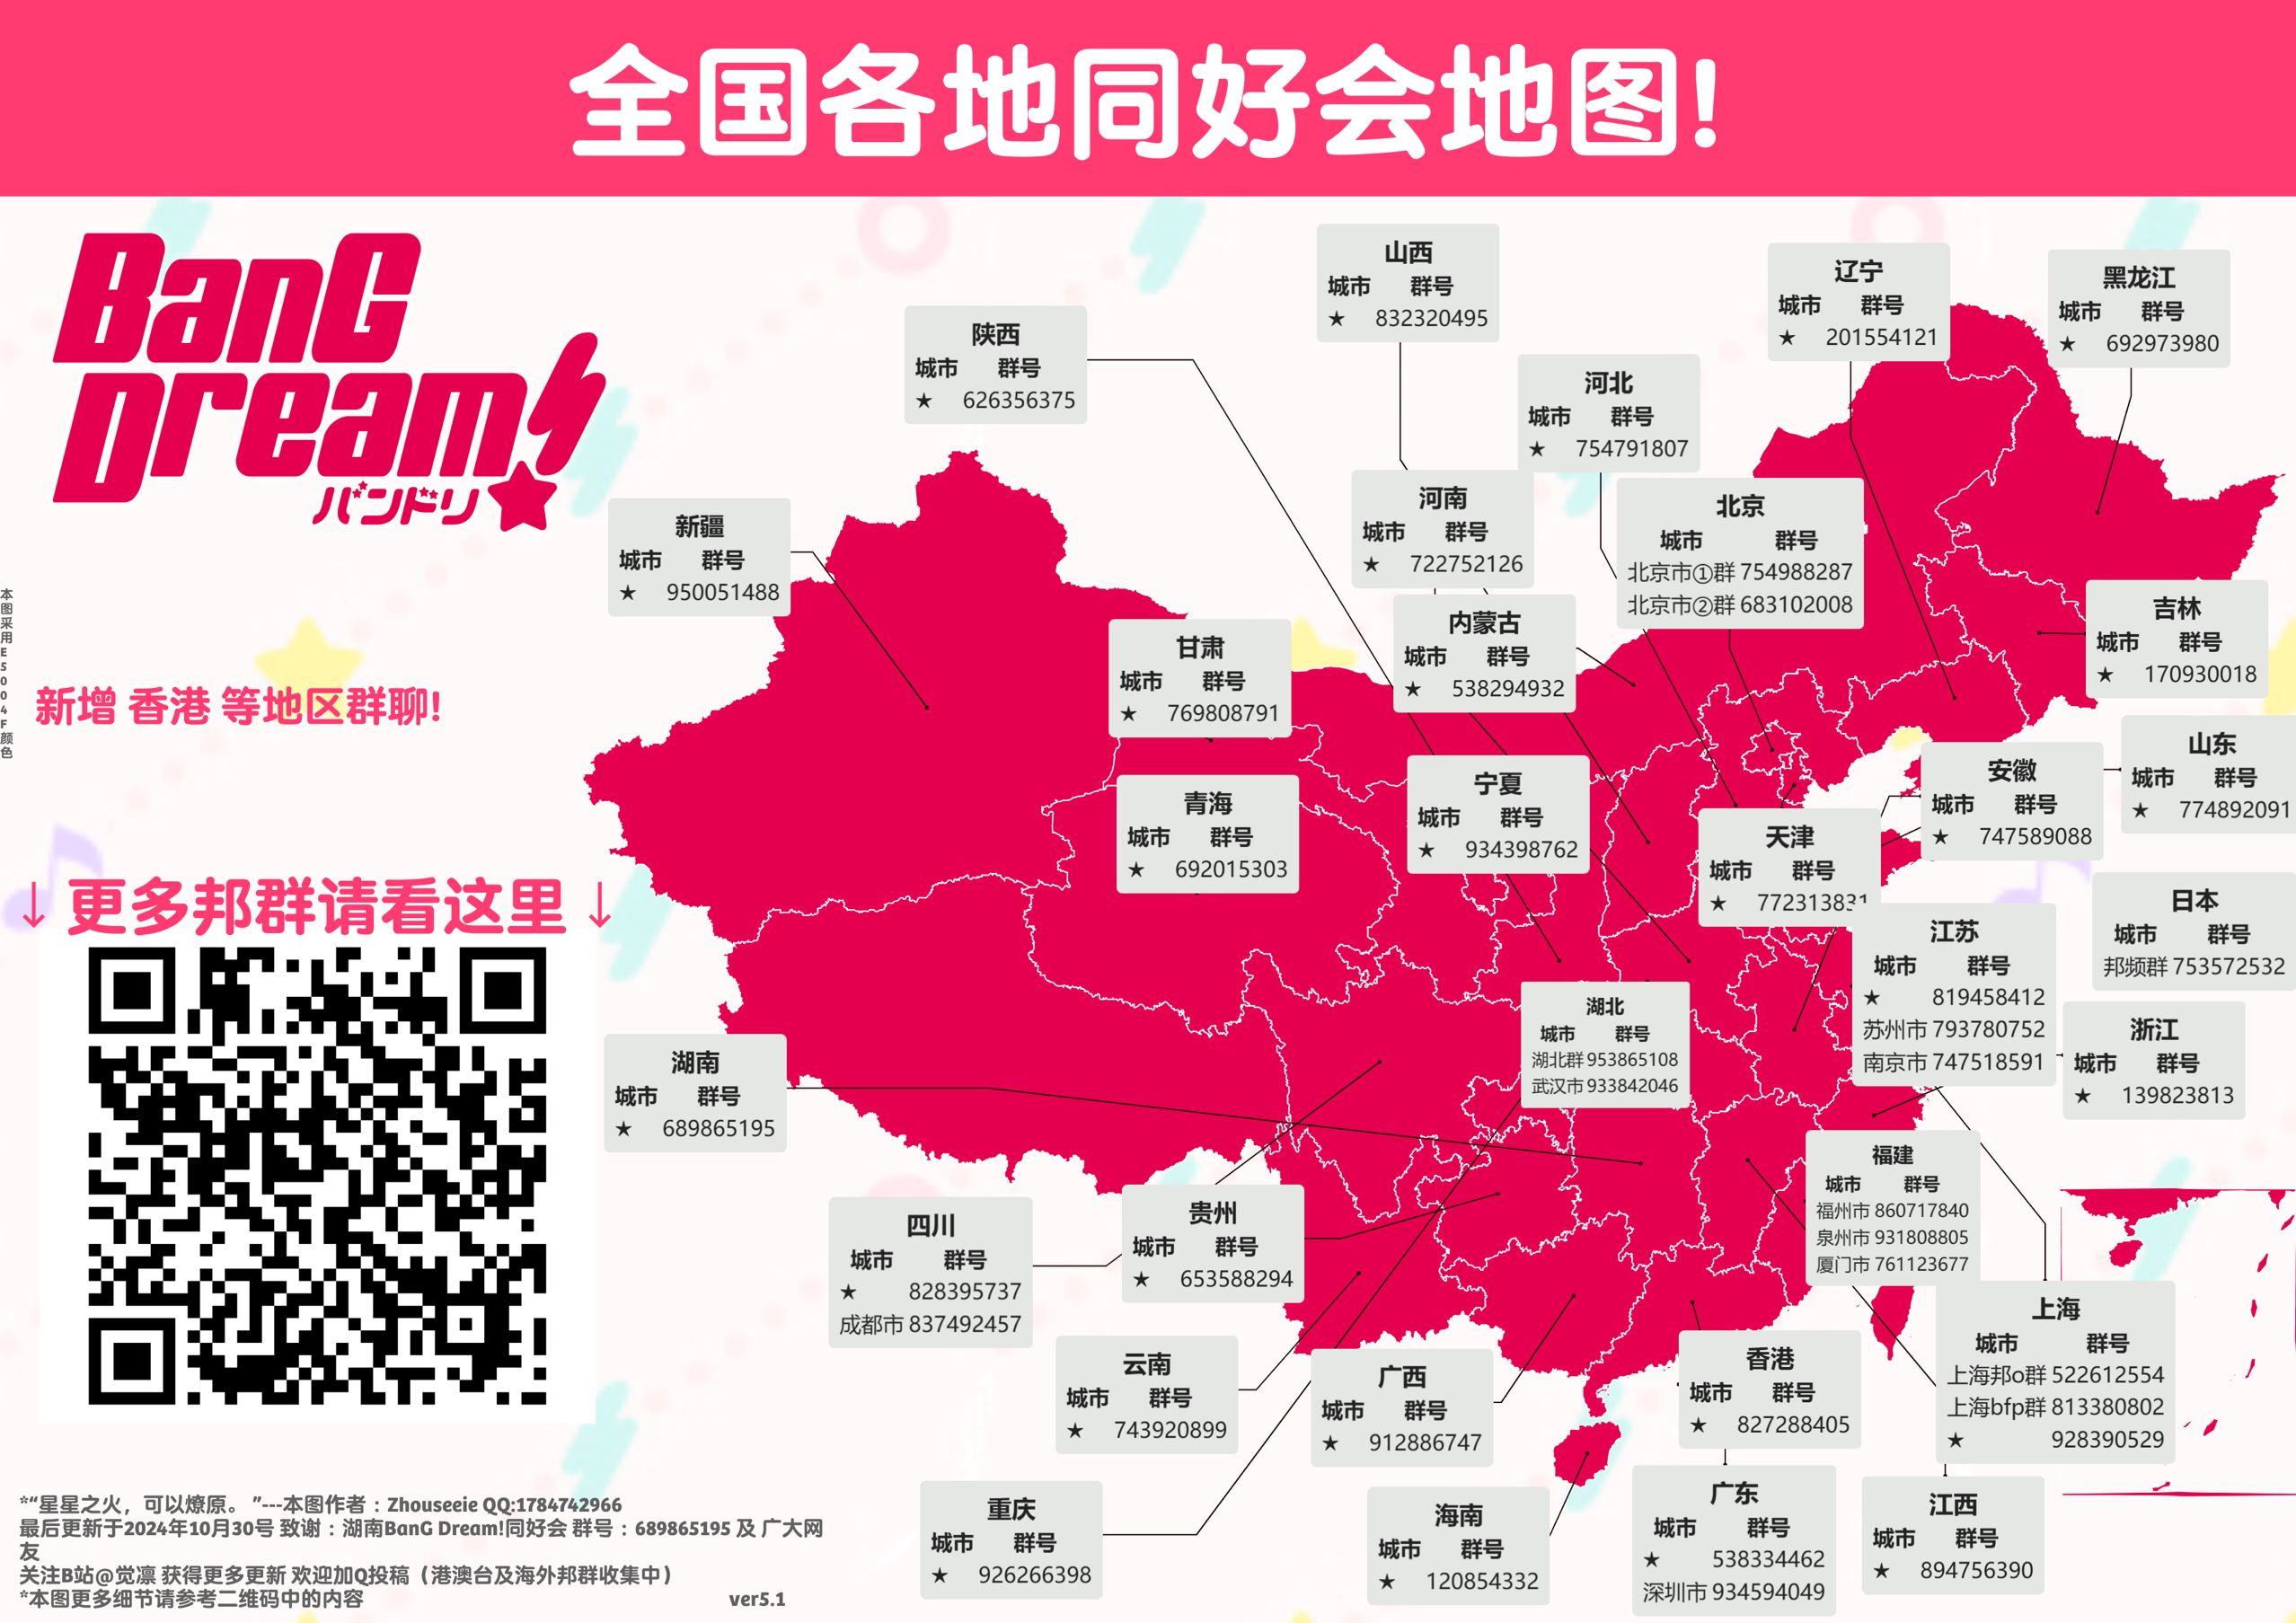 全国各地同好会地图!
BanG
Dream!
バンドリ
本图采用E5004F颜色
新增 香港 等地区群聊!
↓更多邦群请看这里↓
山西
城市 群号
★ 832320495
辽宁
城市 群号
★ 201554121
黑龙江
城市 群号
★ 692973980
陕西
城市 群号
★ 626356375
河北
城市 群号
★ 754791807
河南
城市 群号
★ 722752126
北京
城市 群号
北京市①群 754988287
北京市②群 683102008
新疆
城市 群号
★ 950051488
吉林
城市 群号
★ 170930018
内蒙古
城市 群号
★ 538294932
甘肃
城市 群号
★ 769808791
山东
城市 群号
★ 774892091
安徽
城市 群号
★ 747589088
宁夏
城市 群号
★ 934398762
青海
城市 群号
★ 692015303
天津
城市 群号
★ 772313831
日本
城市 群号
邦频群 753572532
江苏
城市 群号
★ 819458412
苏州市 793780752
南京市 747518591
湖北
城市 群号
湖北群 953865108
武汉市 933842046
浙江
城市 群号
★ 139823813
湖南
城市 群号
★ 689865195
福建
城市 群号
福州市 860717840
泉州市 931808805
厦门市 761123677
贵州
城市 群号
★ 653588294
四川
城市 群号
★ 828395737
成都市 837492457
上海
城市 群号
上海邦o群 522612554
上海bfp群 813380802
★ 928390529
云南
城市 群号
★ 743920899
广西
城市 群号
★ 912886747
香港
城市 群号
★ 827288405
重庆
城市 群号
★ 926266398
海南
城市 群号
★ 120854332
广东
城市 群号
★ 538334462
深圳市 934594049
江西
城市 群号
★ 894756390
*“星星之火，可以燎原。”---本图作者：Zhouseeie QQ:1784742966
最后更新于2024年10月30号 致谢：湖南BanG Dream!同好会 群号：689865195 及 广大网
友
关注B站@觉凛 获得更多更新 欢迎加Q投稿（港澳台及海外邦群收集中）
*本图更多细节请参考二维码中的内容
ver5.1